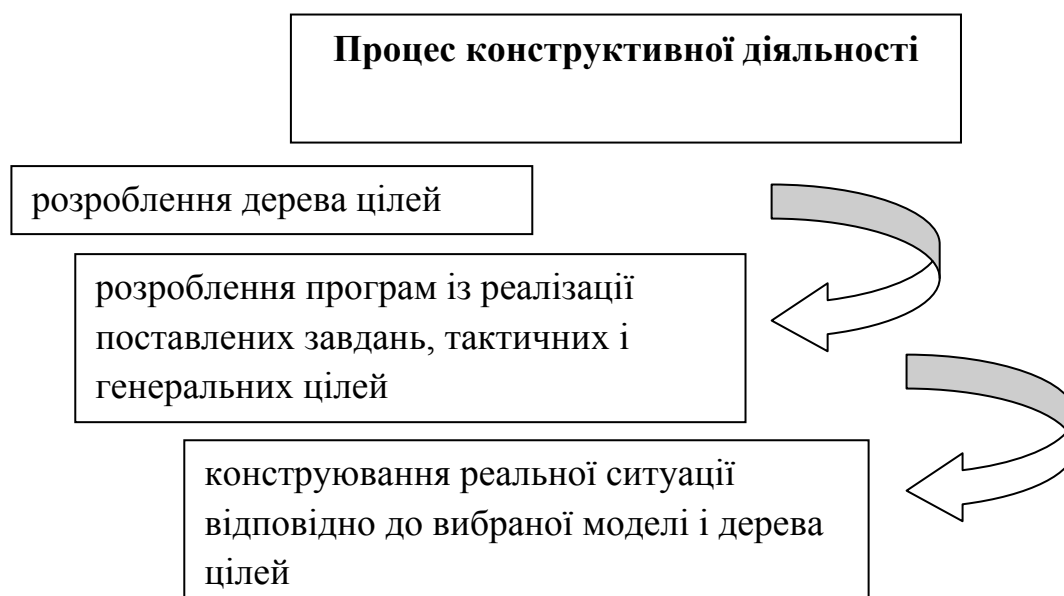 Процес конструктивної діяльності
розроблення дерева цілей
розроблення програм із реалізації
поставлених завдань, тактичних і
генеральних цілей
конструювання реальної ситуації
відповідно до вибраної моделі і дерева
цілей